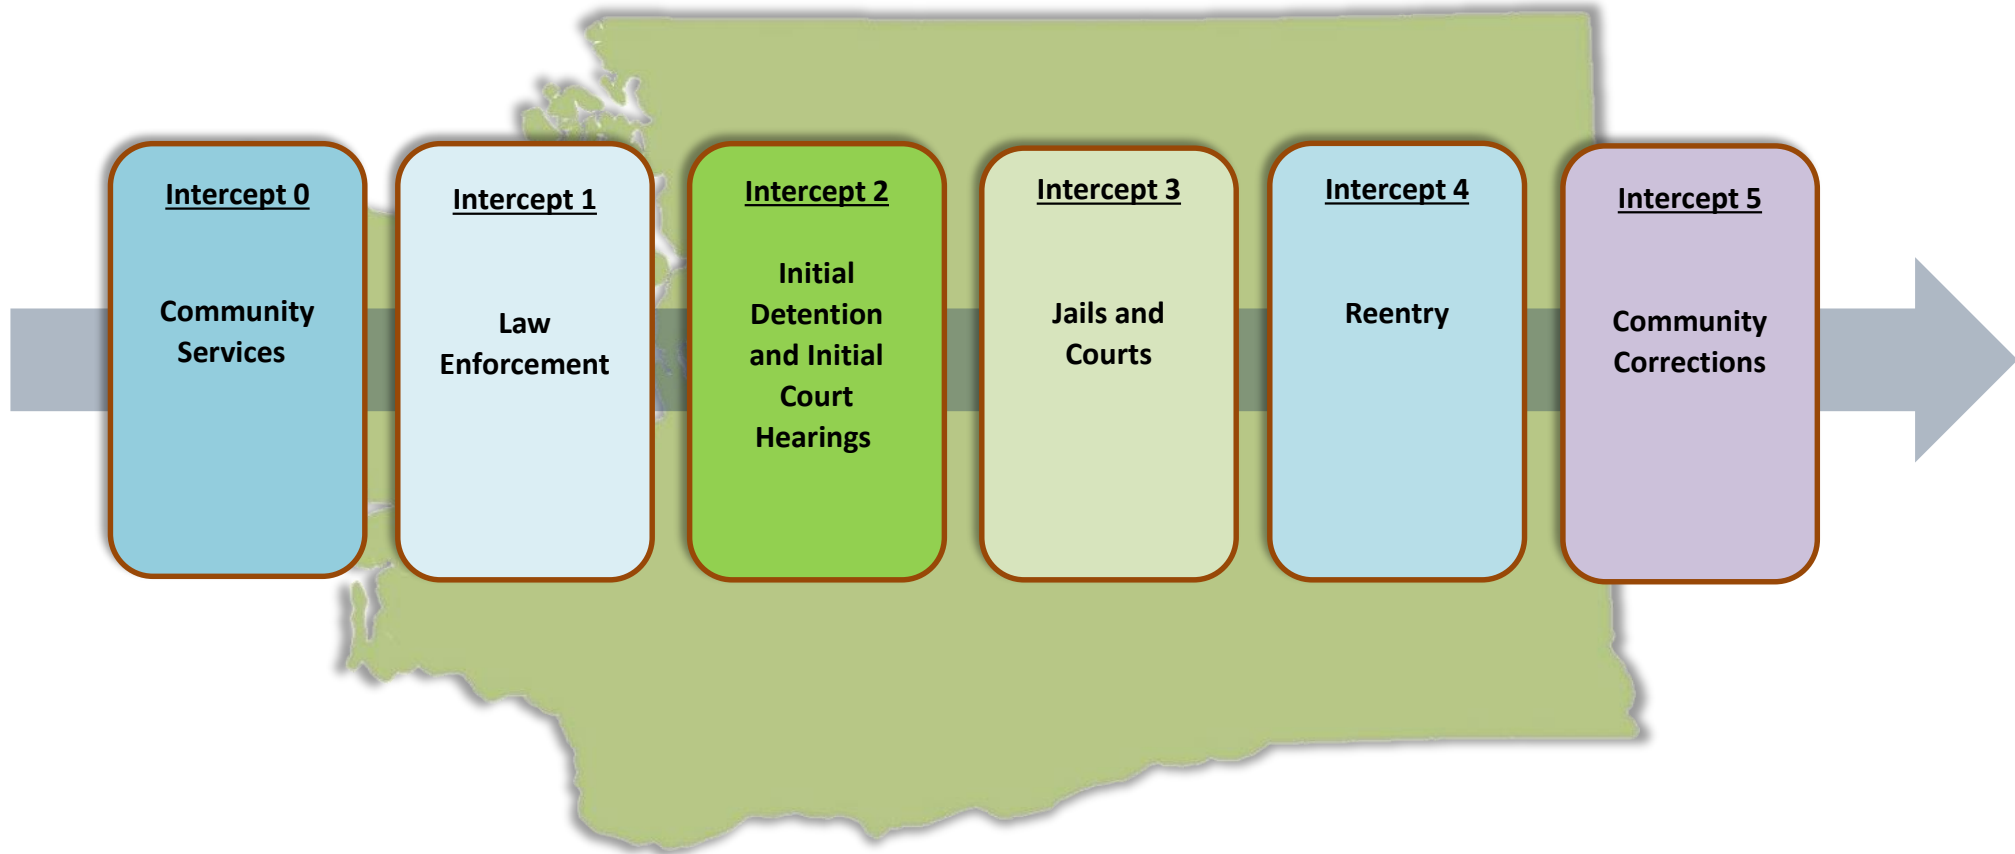 Intercept 0
Community
Services
Intercept 1
Law
Enforcement
Intercept 2
Initial
Detention
and Initial
Court
Hearings
Intercept 3
Jails and
Courts
Intercept 4
Reentry
Intercept 5
Community
Corrections